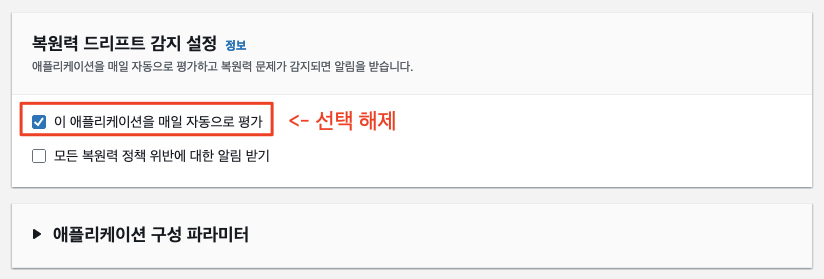 복원력 드리프트 감지 설정 정보
애플리케이션을 매일 자동으로 평가하고 복원력 문제가 감지되면 알림을 받습니다.
이 애플리케이션을 매일 자동으로 평가 <- 선택 해제
모든 복원력 정책 위반에 대한 알림 받기
애플리케이션 구성 파라미터